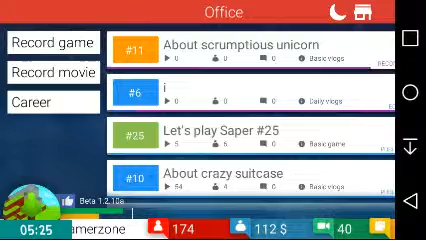 Office
Record game
Record movie
Career
#11
About scrumptious unicorn
0 0 0 Basic vlogs
#6
i
0 0 0 Daily vlogs
#25
Let's play Saper #25
5 6 0 Basic game
#10
About crazy suitcase
54 4 0 Basic vlogs
Beta 1.2.10a
05:25
amerzone
174
112 $
40